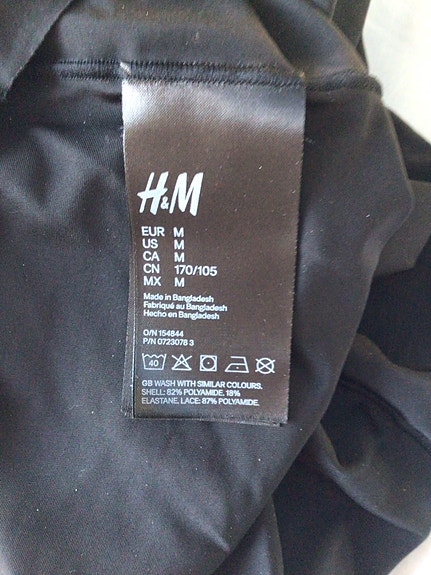 H&M
EUR M
US M
CA M
CN 170/105
MX M
Made in Bangladesh
Fabriqué au Bangladesh
Hecho en Bangladesh
O/N 154844
P/N 0723078 3
40
GB WASH WITH SIMILAR COLOURS.
SHELL: 82% POLYAMIDE, 18%
ELASTANE, LACE: 87% POLYAMIDE.